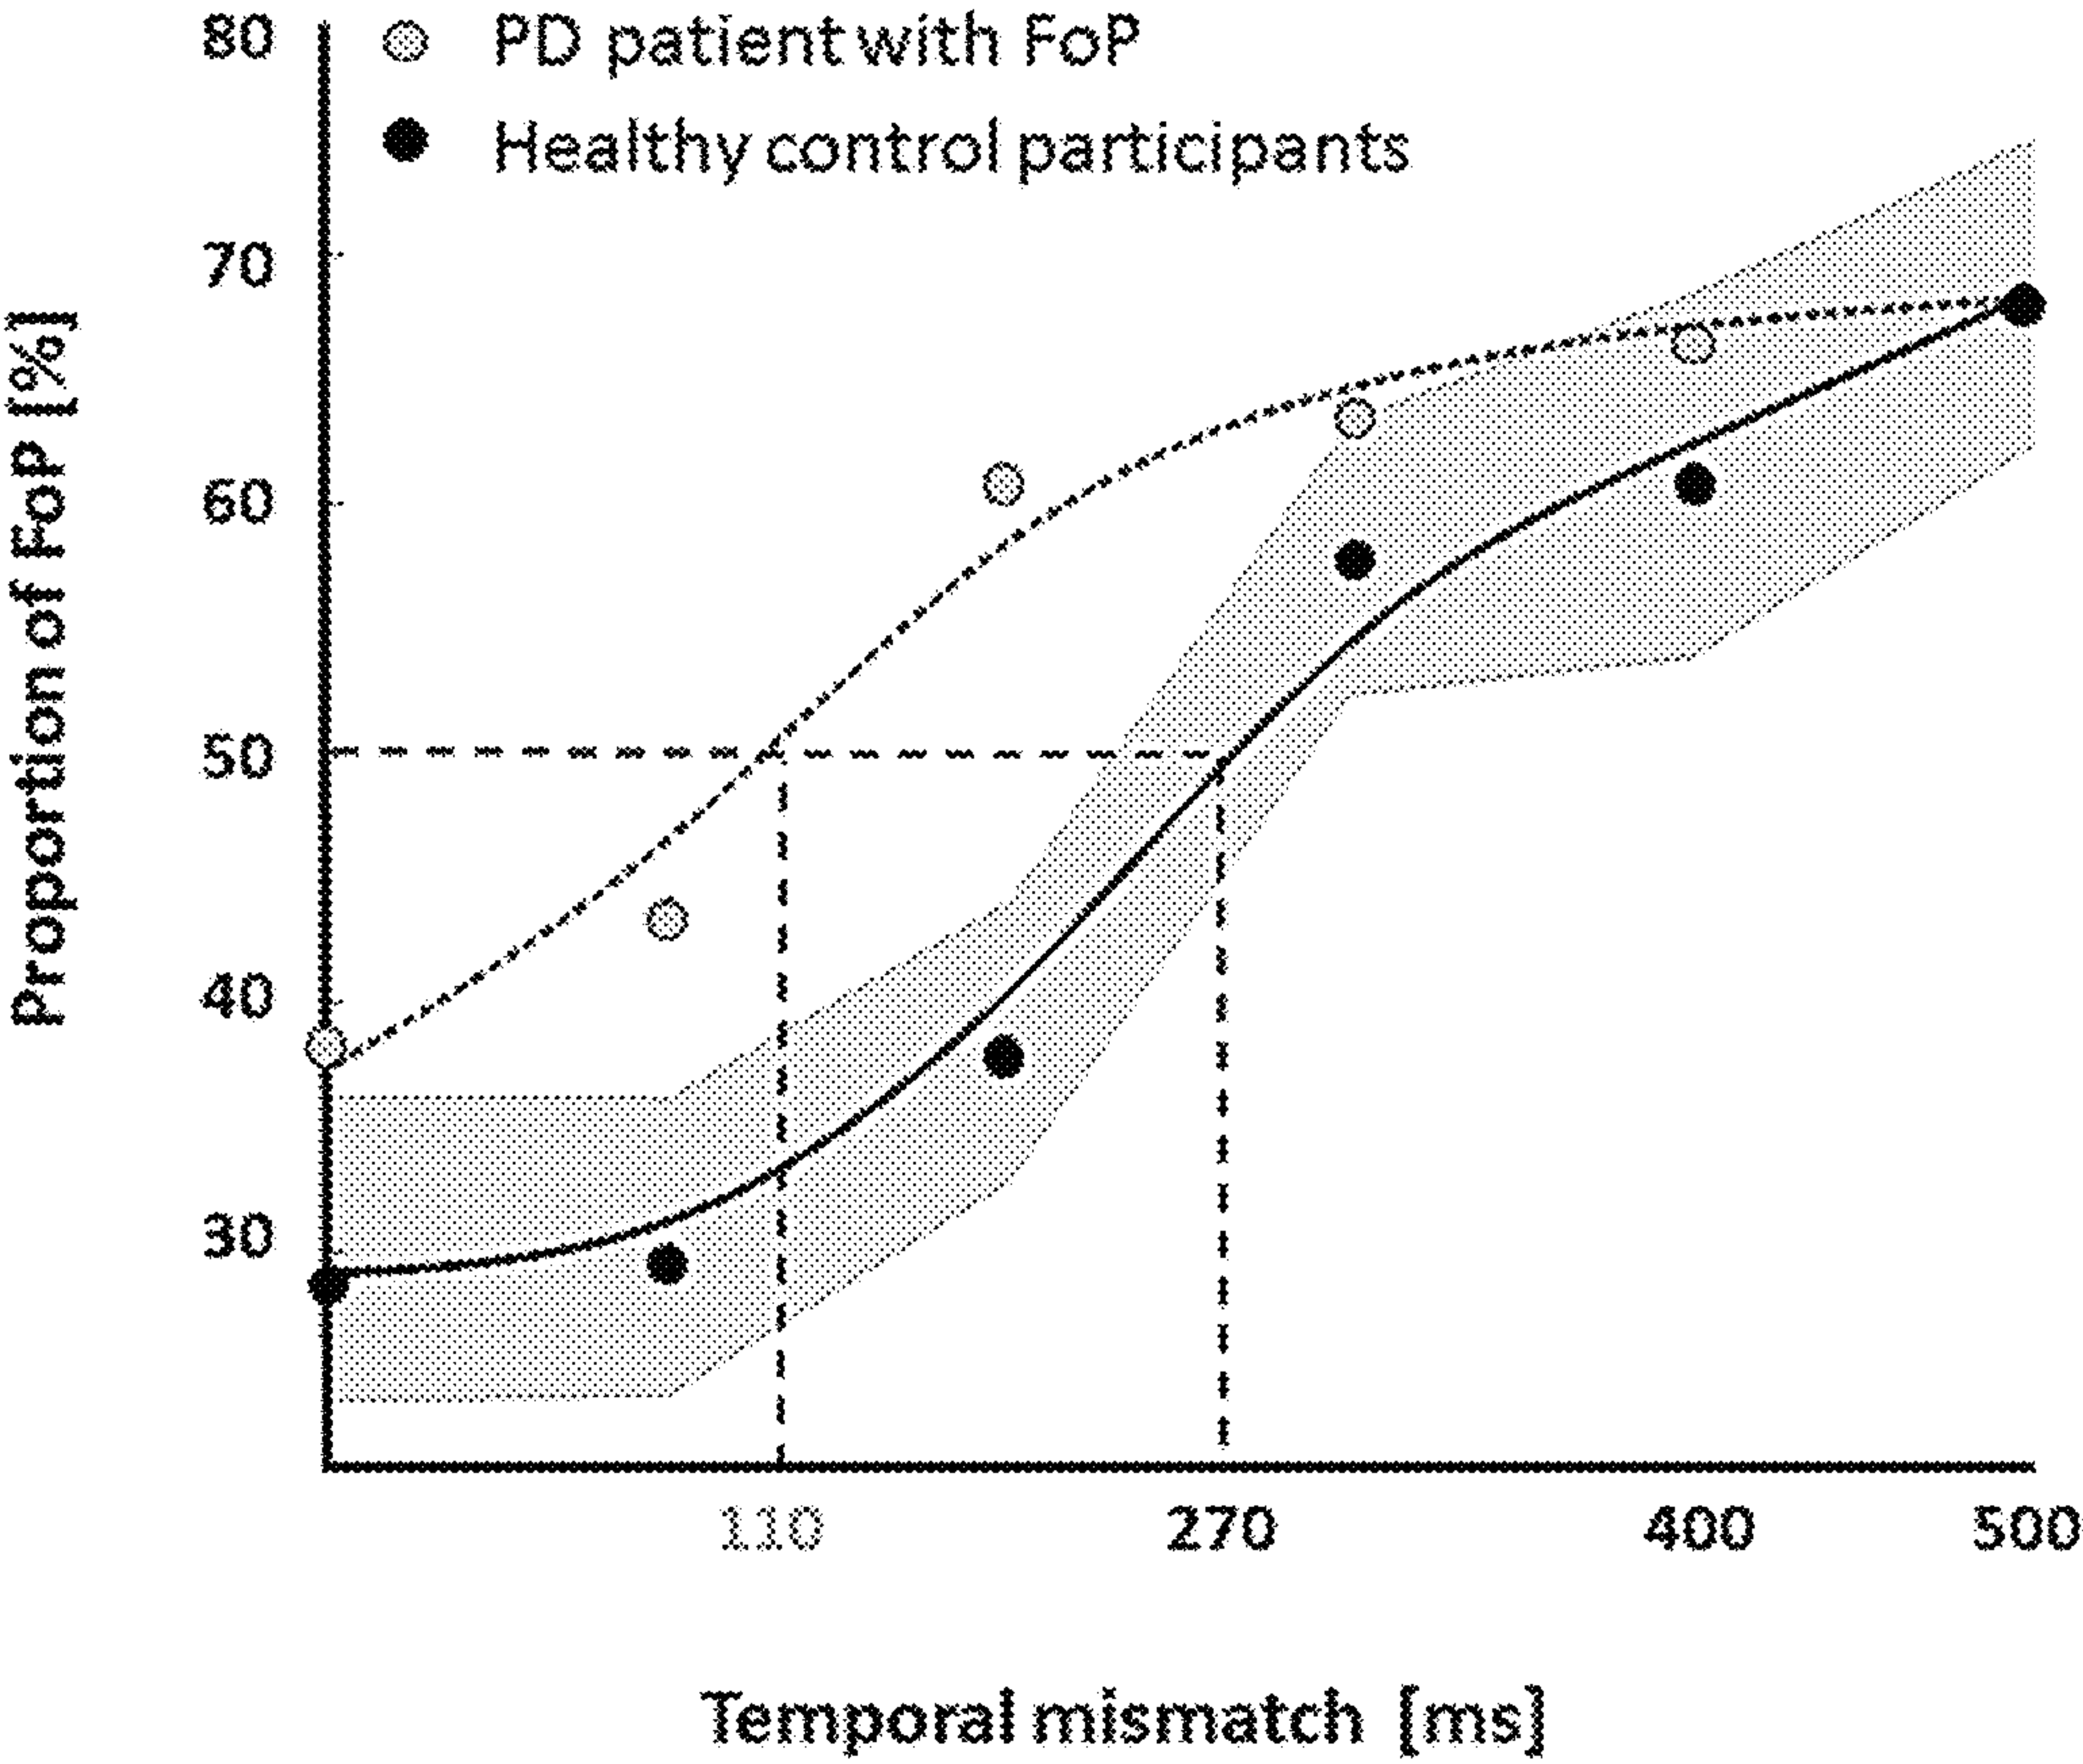 PD patient with FoP
Healthy control participants
Proportion of FoP [%]
80
70
60
50
40
30
110 270 400 500
Temporal mismatch [ms]